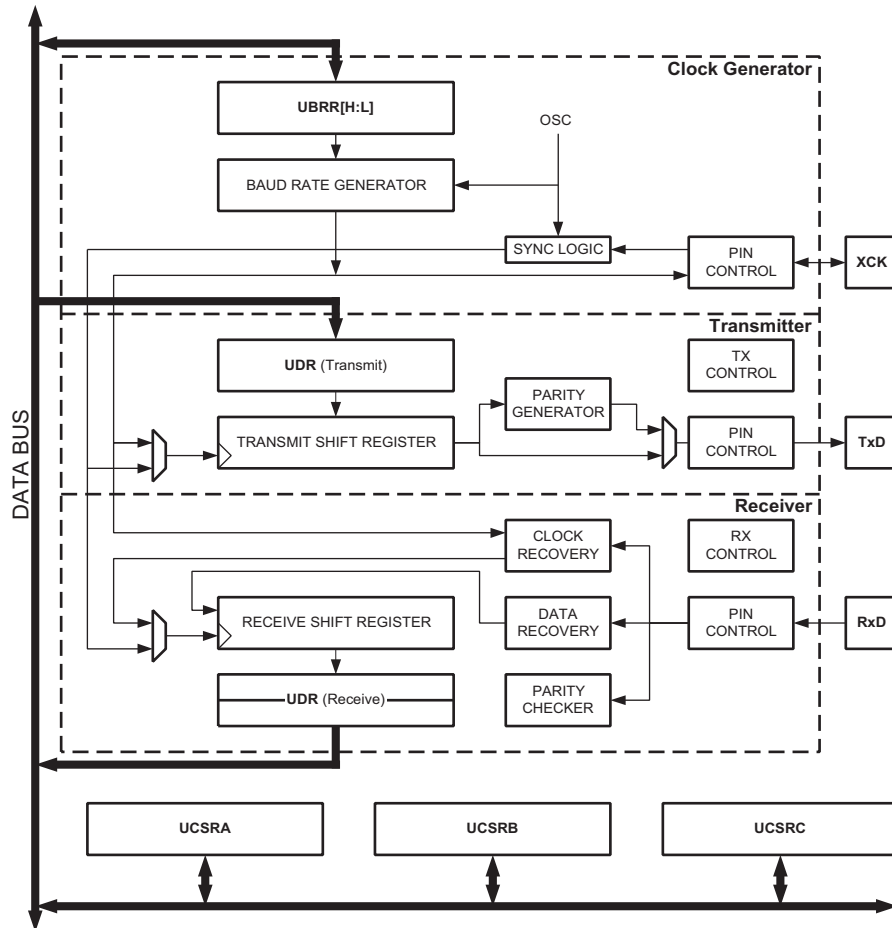 Clock Generator
UBRR[H:L]
OSC
BAUD RATE GENERATOR
SYNC LOGIC
PIN
CONTROL
XCK
Transmitter
UDR (Transmit)
TX
CONTROL
PARITY
GENERATOR
TRANSMIT SHIFT REGISTER
PIN
CONTROL
TxD
DATA BUS
Receiver
CLOCK
RECOVERY
RX
CONTROL
RECEIVE SHIFT REGISTER
DATA
RECOVERY
PIN
CONTROL
RxD
UDR (Receive)
PARITY
CHECKER
UCSRA
UCSRB
UCSRC